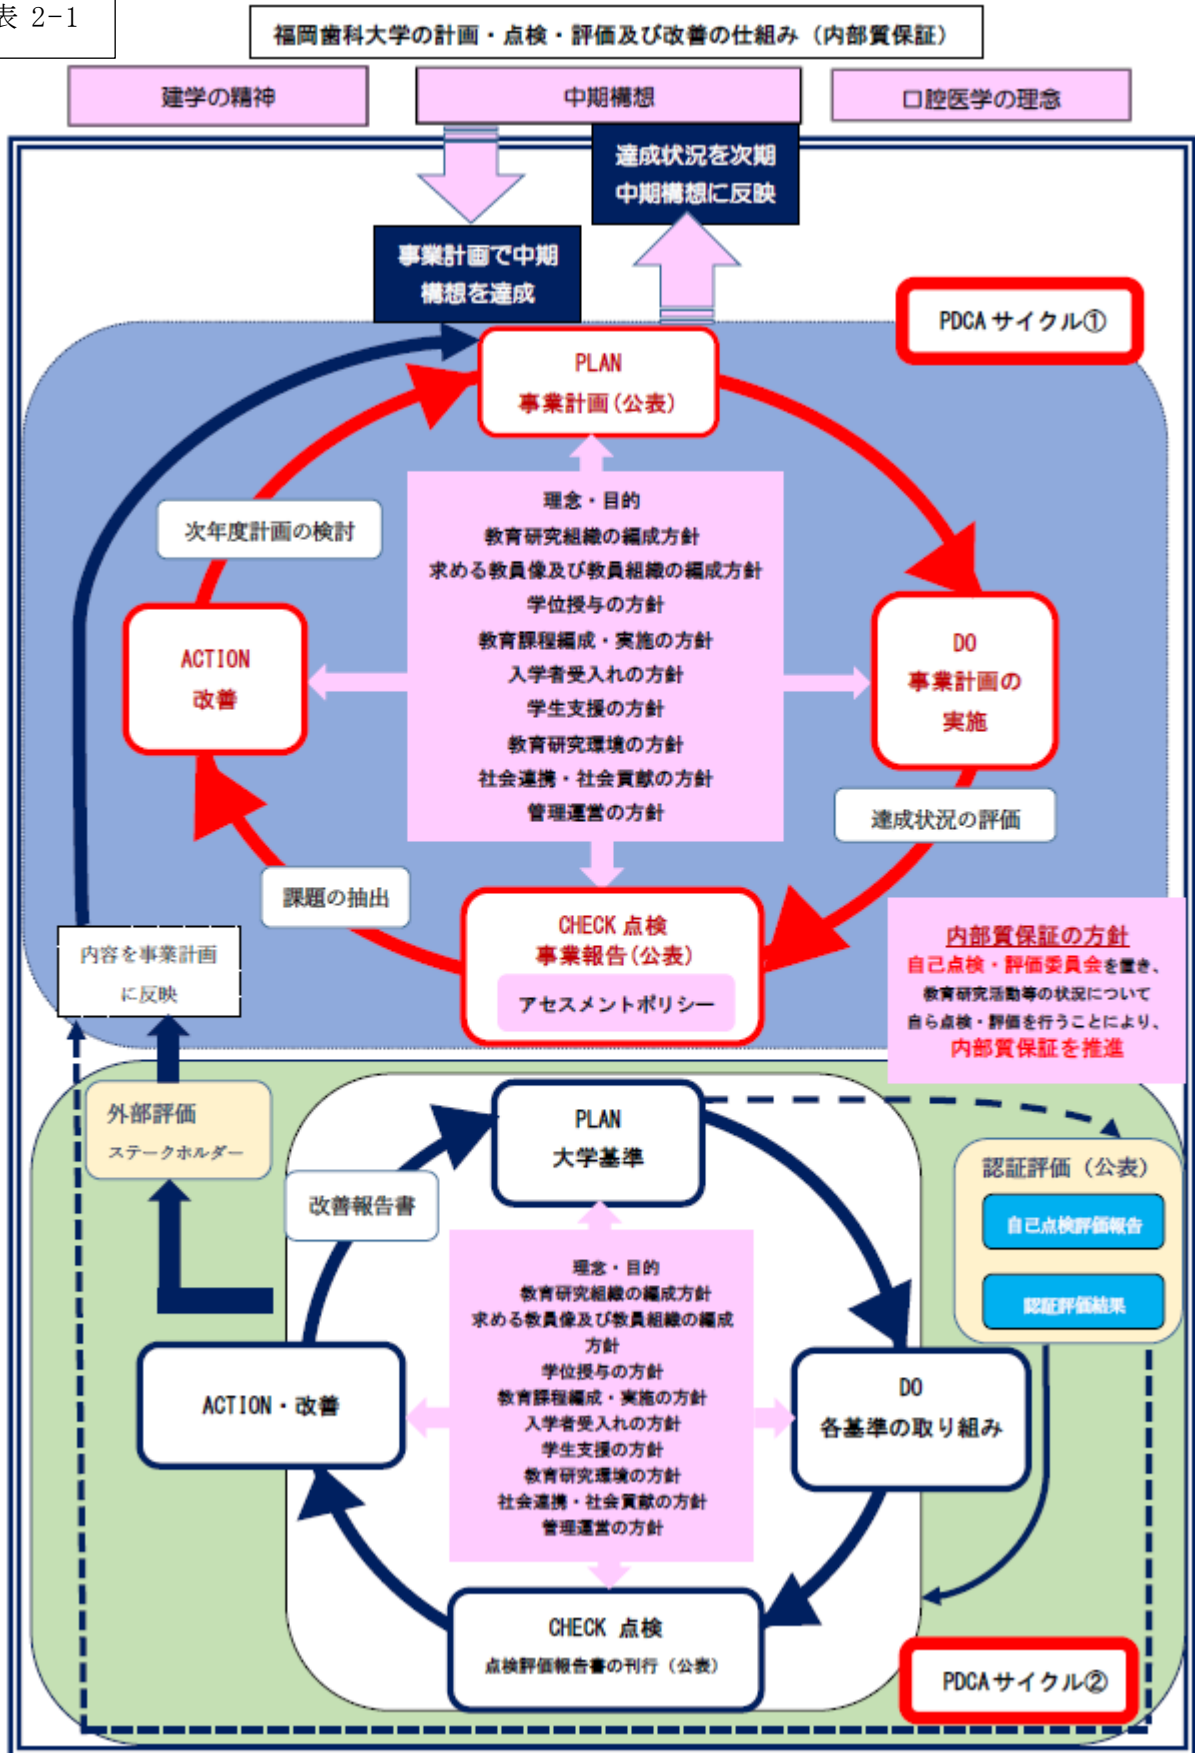 表 2-1
福岡歯科大学の計画・点検・評価及び改善の仕組み（内部質保証）
建学の精神
中期構想
口腔医学の理念
達成状況を次期
中期構想に反映
事業計画で中期
構想を達成
PDCAサイクル①
PLAN
事業計画(公表)
次年度計画の検討
理念・目的
教育研究組織の編成方針
求める教員像及び教員組織の編成方針
学位授与の方針
教育課程編成・実施の方針
入学者受入れの方針
学生支援の方針
教育研究環境の方針
社会連携・社会貢献の方針
管理運営の方針
ACTION
改善
DO
事業計画の
実施
達成状況の評価
課題の抽出
CHECK 点検
事業報告(公表)
アセスメントポリシー
内部質保証の方針
自己点検・評価委員会を置き、
教育研究活動等の状況について
自ら点検・評価を行うことにより、
内部質保証を推進
内容を事業計画
に反映
外部評価
ステークホルダー
PLAN
大学基準
改善報告書
認証評価（公表）
自己点検評価報告
認証評価結果
理念・目的
教育研究組織の編成方針
求める教員像及び教員組織の編成
方針
学位授与の方針
教育課程編成・実施の方針
入学者受入れの方針
学生支援の方針
教育研究環境の方針
社会連携・社会貢献の方針
管理運営の方針
ACTION・改善
DO
各基準の取り組み
CHECK 点検
点検評価報告書の刊行（公表）
PDCAサイクル②